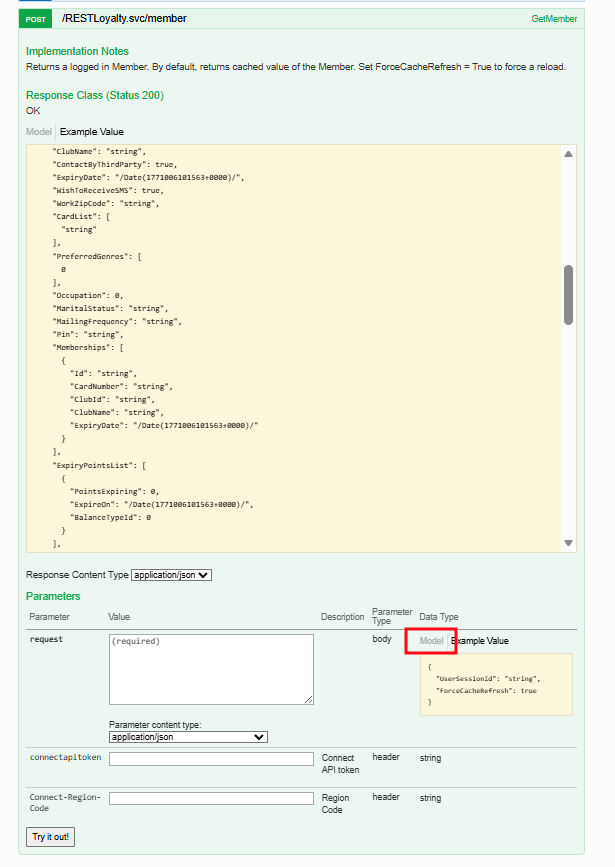 POST /RESTLoyalty.svc/member GetMember
Implementation Notes
Returns a logged in Member. By default, returns cached value of the Member. Set ForceCacheRefresh = True to force a reload.
Response Class (Status 200)
OK
Model Example Value
"ClubName": "string",
"ContactByThirdParty": true,
"ExpiryDate": "/Date(1771006101563+0000)/",
"WishToReceiveSMS": true,
"WorkZipCode": "string",
"CardList": [
"string"
],
"PreferredGenres": [
0
],
"Occupation": 0,
"MaritalStatus": "string",
"MailingFrequency": "string",
"Pin": "string",
"Memberships": [
{
"Id": "string",
"CardNumber": "string",
"ClubId": "string",
"ClubName": "string",
"ExpiryDate": "/Date(1771006101563+0000)/"
}
],
"ExpiryPointsList": [
{
"PointsExpiring": 0,
"ExpireOn": "/Date(1771006101563+0000)/",
"BalanceTypeId": 0
}
],
Response Content Type application/json
Parameters
Parameter Value Description Parameter Type Data Type
request (required) body Model Example Value
{
"UserSessionId": "string",
"ForceCacheRefresh": true
}
Parameter content type:
application/json
connectapitoken Connect API token header string
Connect-Region-Code Region Code header string
Try it out!